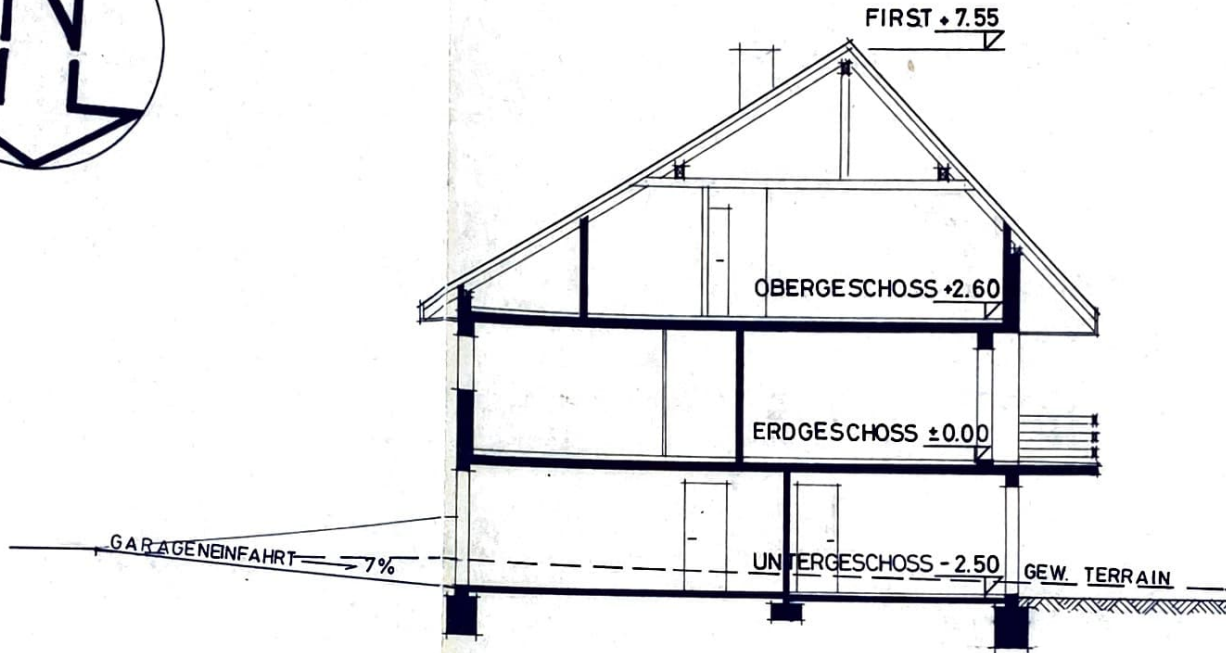 N
FIRST + 7.55
OBERGESCHOSS +2.60
ERDGESCHOSS ±0.00
GARAGENEINFAHRT 7%
UNTERGESCHOSS - 2.50
GEW. TERRAIN